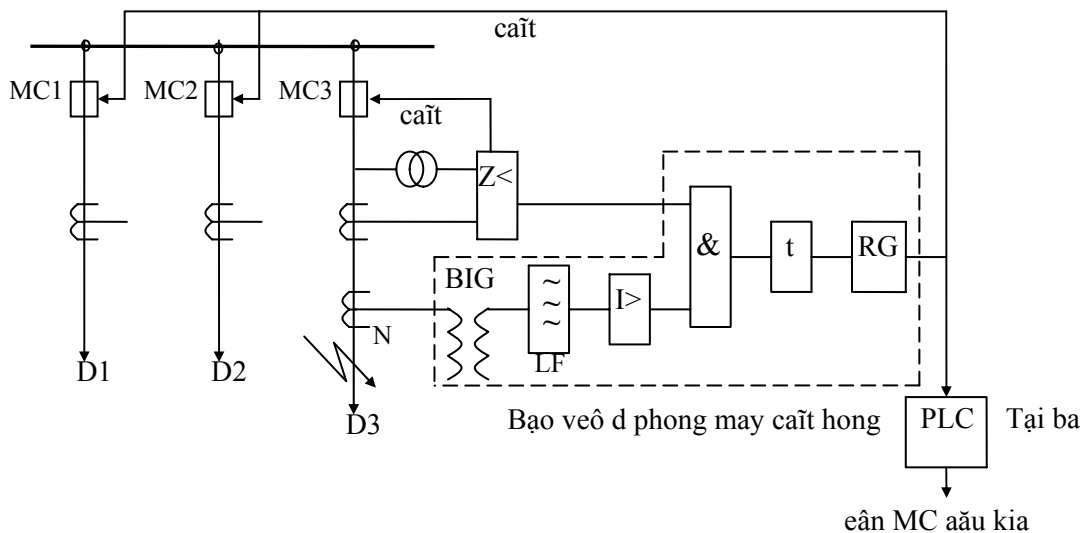 caĩt
MC1
MC2
MC3
caĩt
Z<
&
t
RG
BIG
~
~
~
LF
I>
N
D1
D2
D3
Bạo veô d phong may caĩt hong
PLC
Tại ba
eân MC aău kia